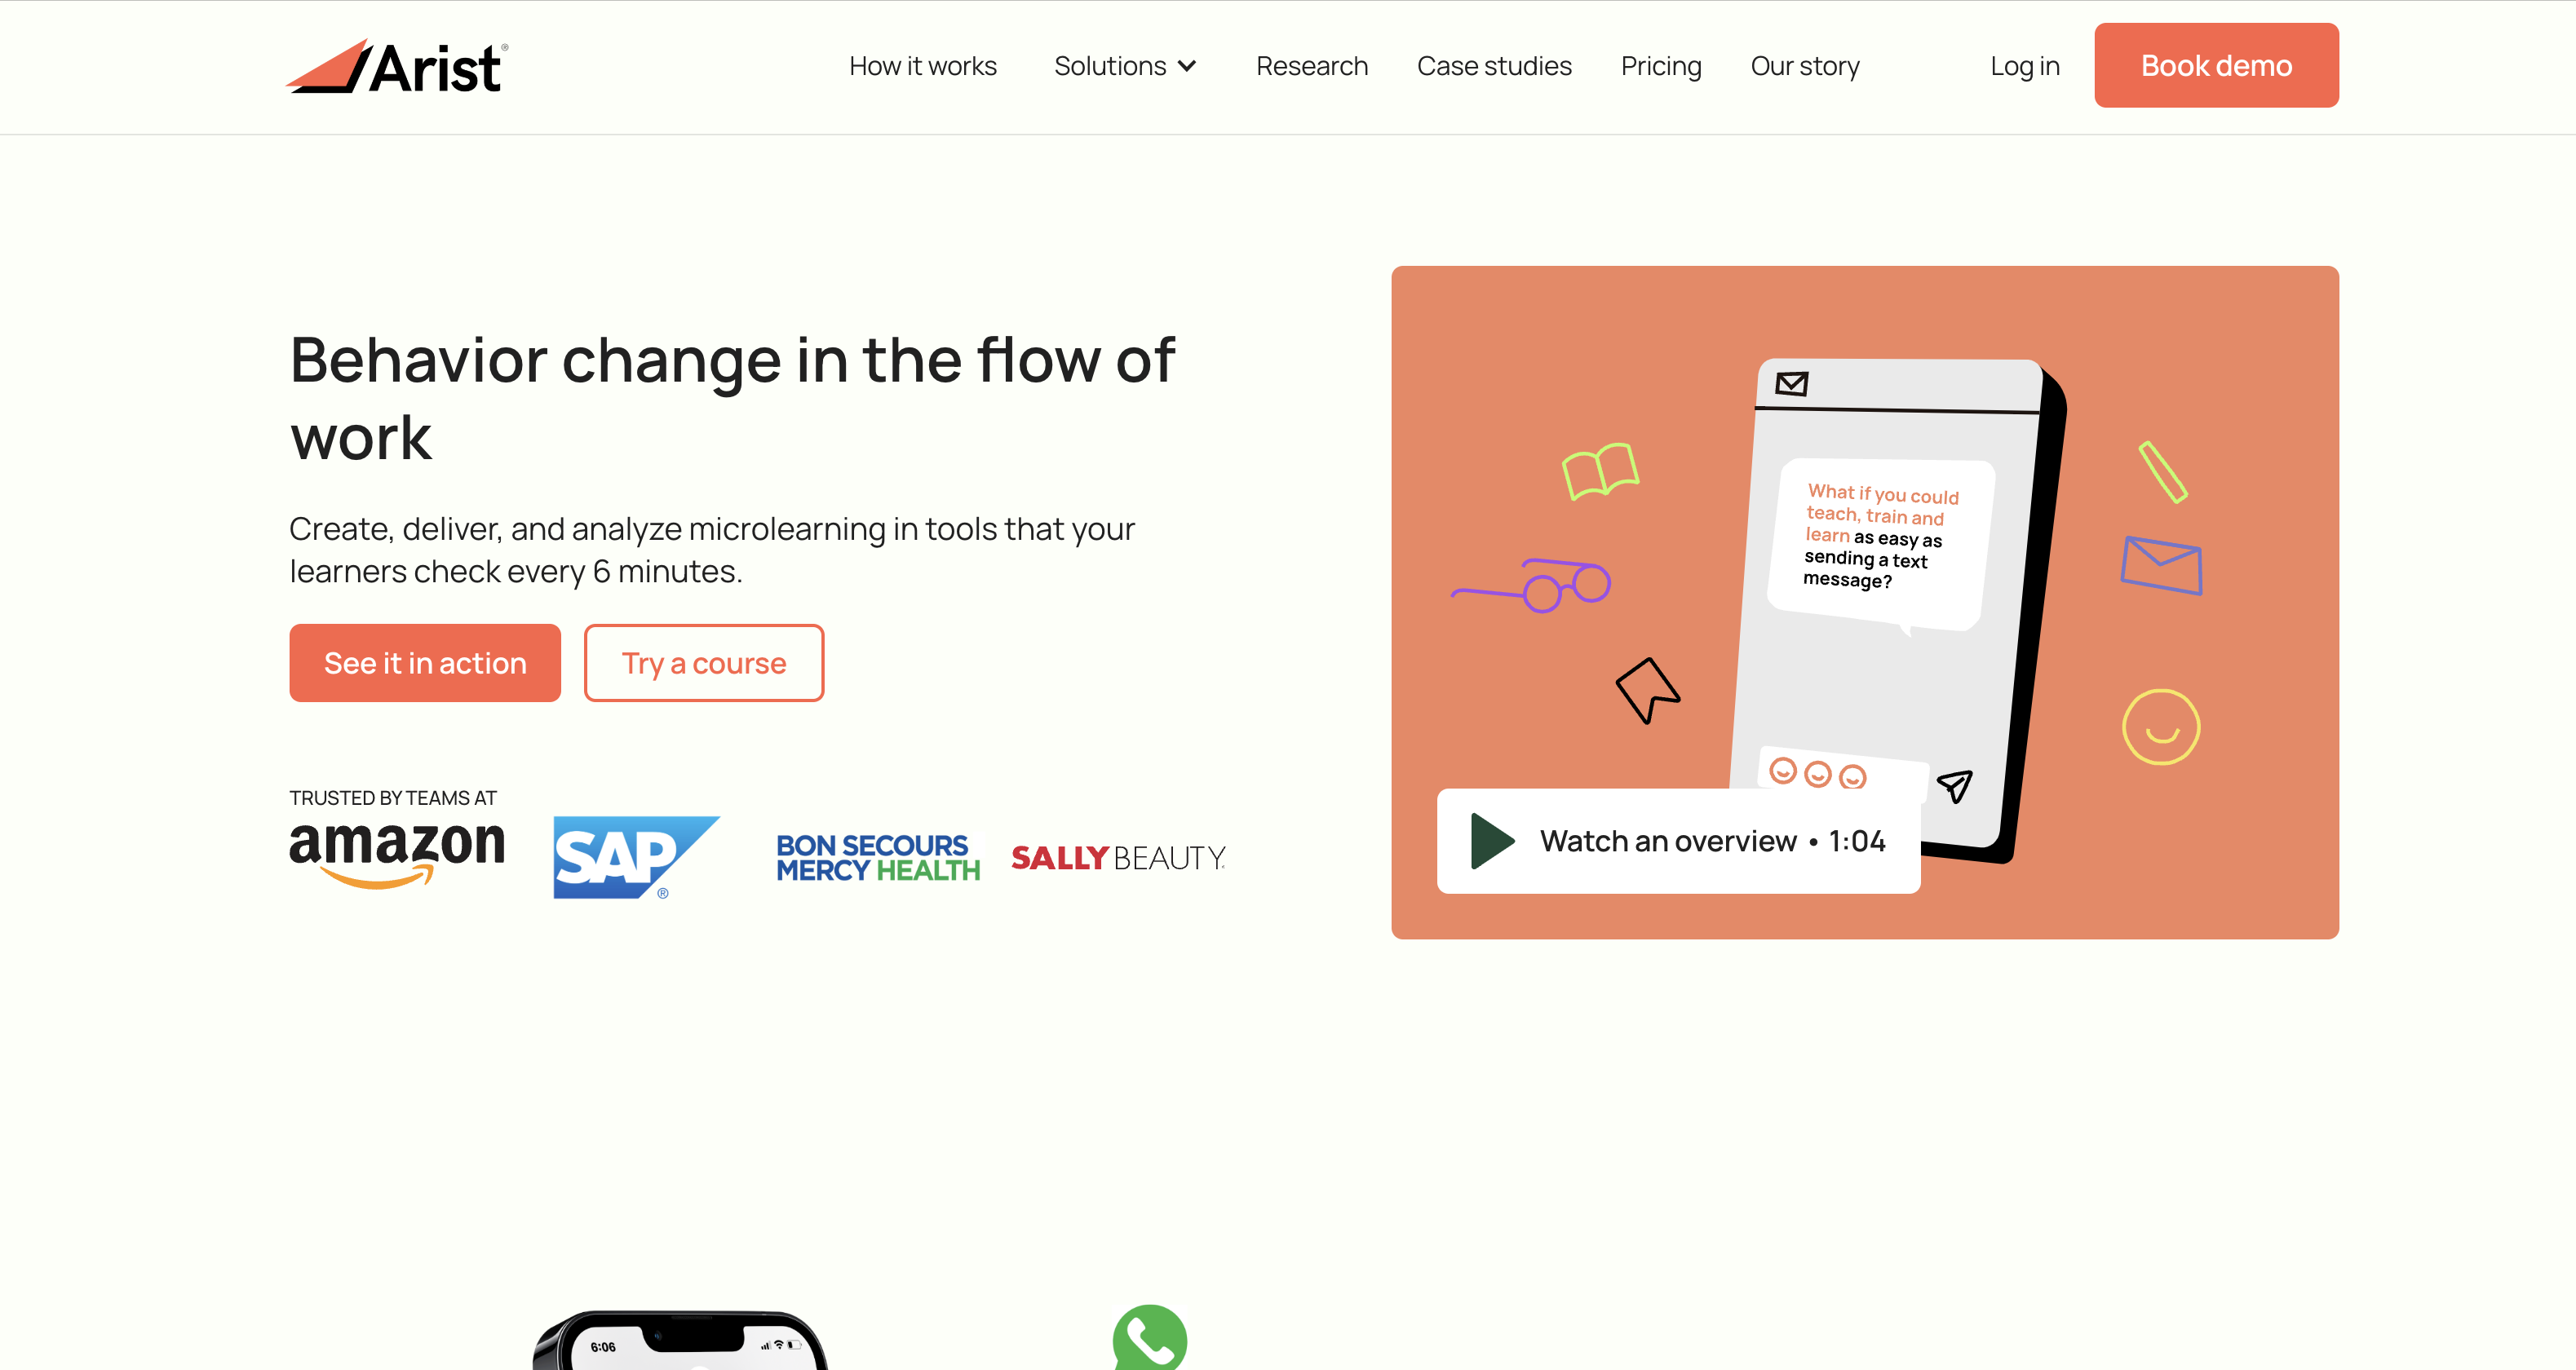 Arist®
How it works
Solutions
Research
Case studies
Pricing
Our story
Log in
Book demo
Behavior change in the flow of
work
Create, deliver, and analyze microlearning in tools that your
learners check every 6 minutes.
See it in action
Try a course
TRUSTED BY TEAMS AT
amazon
SAP®
BON SECOURS
MERCY HEALTH
SALLY BEAUTY
What if you could
teach, train and
learn as easy as
sending a text
message?
Watch an overview • 1:04
6:06